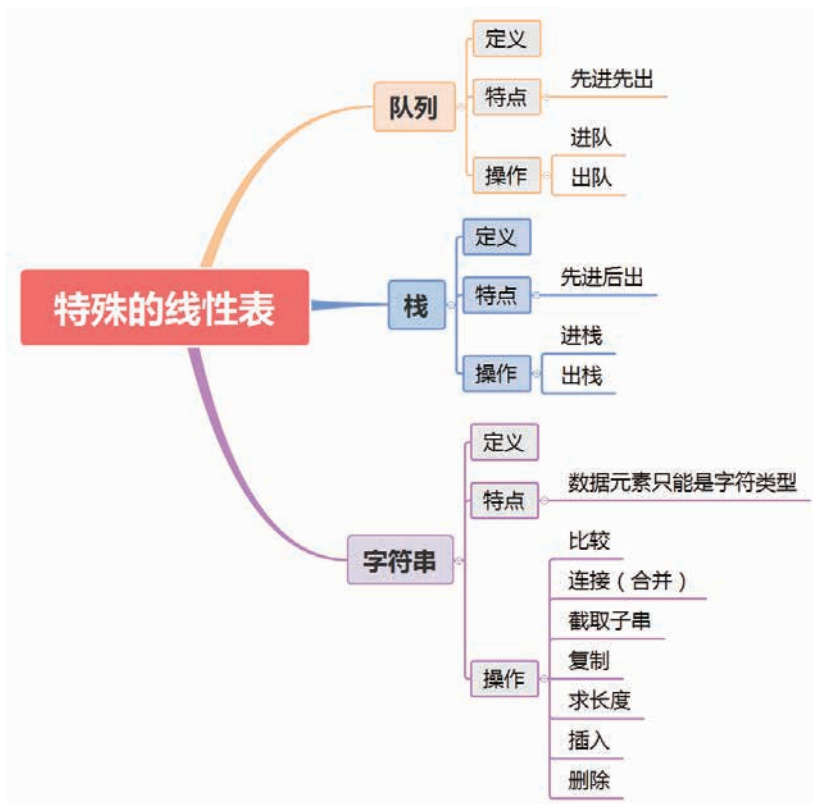 特殊的线性表
队列
定义
特点
先进先出
操作
进队
出队
栈
定义
特点
先进后出
操作
进栈
出栈
字符串
定义
特点
数据元素只能是字符类型
操作
比较
连接（合并）
截取子串
复制
求长度
插入
删除